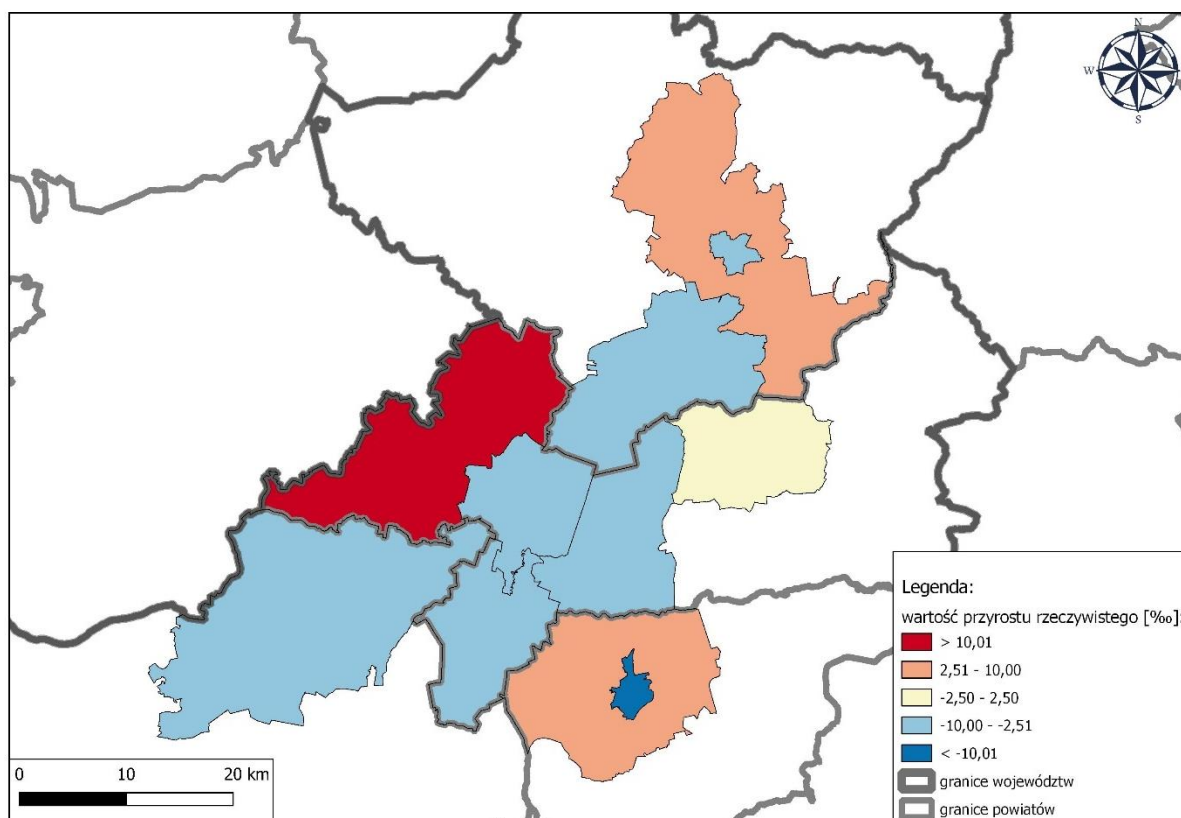 N
W
S
Legenda:
wartość przyrostu rzeczywistego [‰]:
> 10,01
2,51 - 10,00
-2,50 - 2,50
-10,00 - -2,51
< -10,01
granice województw
granice powiatów
0 10 20 km